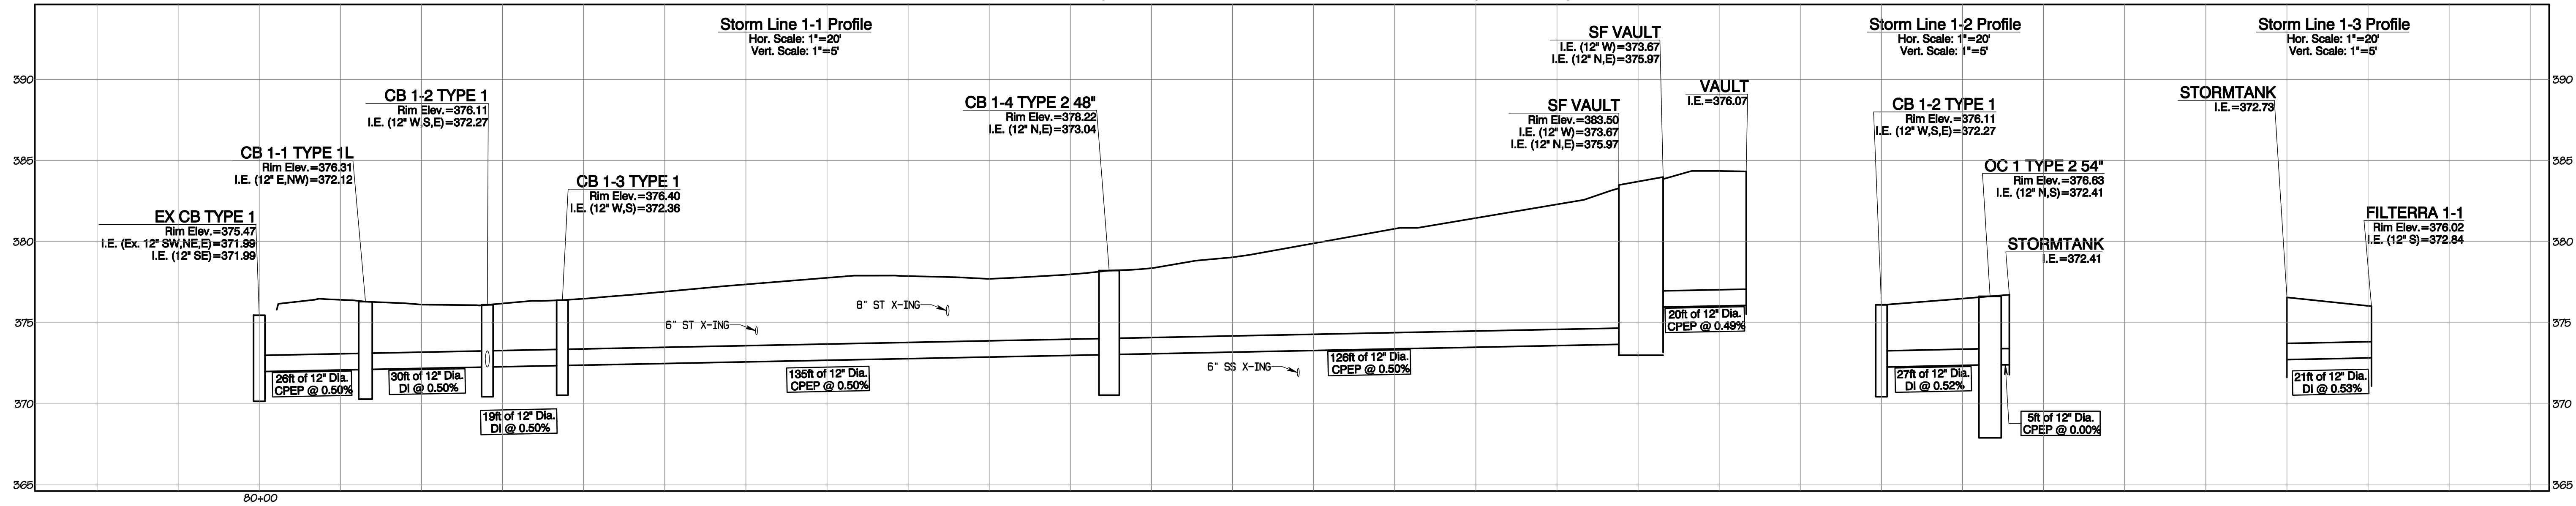 Storm Line 1-1 Profile
Hor. Scale: 1"=20'
Vert. Scale: 1"=5'
Storm Line 1-2 Profile
Hor. Scale: 1"=20'
Vert. Scale: 1"=5'
Storm Line 1-3 Profile
Hor. Scale: 1"=20'
Vert. Scale: 1"=5'
390
385
380
375
370
365
EX CB TYPE 1
Rim Elev.=375.47
I.E. (Ex. 12" SW,NE,E)=371.99
I.E. (12" SE)=371.99
CB 1-1 TYPE 1L
Rim Elev.=376.31
I.E. (12" E,NW)=372.12
CB 1-2 TYPE 1
Rim Elev.=376.11
I.E. (12" W,S,E)=372.27
CB 1-3 TYPE 1
Rim Elev.=376.40
I.E. (12" W,S)=372.36
CB 1-4 TYPE 2 48"
Rim Elev.=378.22
I.E. (12" N,E)=373.04
SF VAULT
Rim Elev.=383.50
I.E. (12" W)=373.67
I.E. (12" N,E)=375.97
SF VAULT
I.E. (12" W)=373.67
I.E. (12" N,E)=375.97
VAULT
I.E.=376.07
6" ST X-ING
8" ST X-ING
6" SS X-ING
26ft of 12" Dia.
CPEP @ 0.50%
30ft of 12" Dia.
DI @ 0.50%
19ft of 12" Dia.
DI @ 0.50%
135ft of 12" Dia.
CPEP @ 0.50%
126ft of 12" Dia.
CPEP @ 0.50%
20ft of 12" Dia.
CPEP @ 0.49%
CB 1-2 TYPE 1
Rim Elev.=376.11
I.E. (12" W,S,E)=372.27
OC 1 TYPE 2 54"
Rim Elev.=376.63
I.E. (12" N,S)=372.41
STORMTANK
I.E.=372.41
27ft of 12" Dia.
DI @ 0.52%
5ft of 12" Dia.
CPEP @ 0.00%
STORMTANK
I.E.=372.73
FILTERRA 1-1
Rim Elev.=376.02
I.E. (12" S)=372.84
21ft of 12" Dia.
DI @ 0.53%
390
385
380
375
370
365
80+00